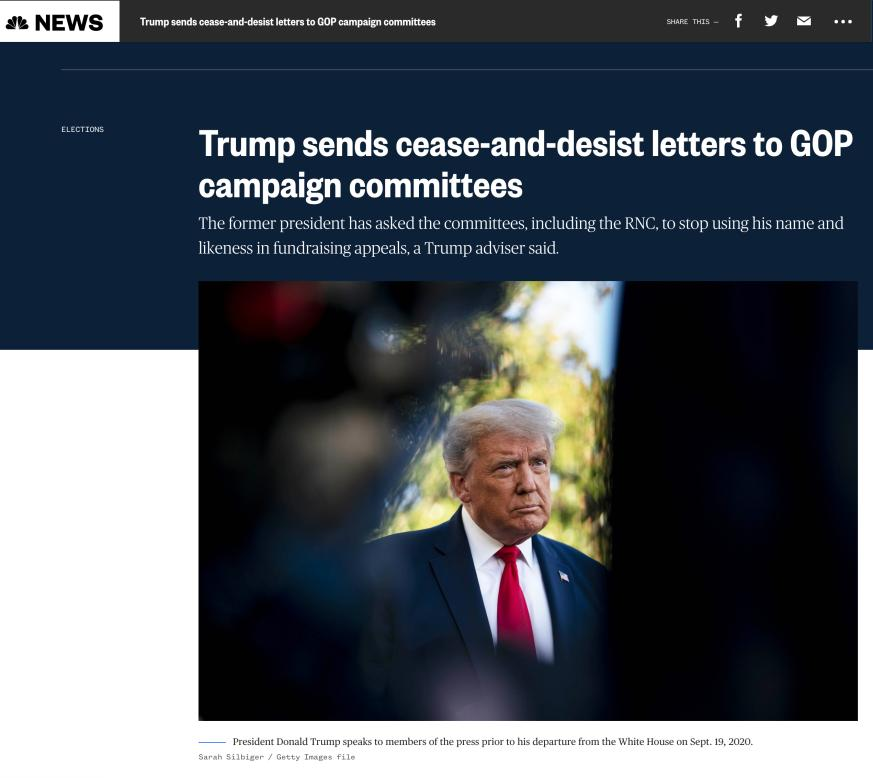 NEWS
Trump sends cease-and-desist letters to GOP campaign committees
SHARE THIS —
ELECTIONS
Trump sends cease-and-desist letters to GOP
campaign committees
The former president has asked the committees, including the RNC, to stop using his name and
likeness in fundraising appeals, a Trump adviser said.
President Donald Trump speaks to members of the press prior to his departure from the White House on Sept. 19, 2020.
Sarah Silbiger / Getty Images file